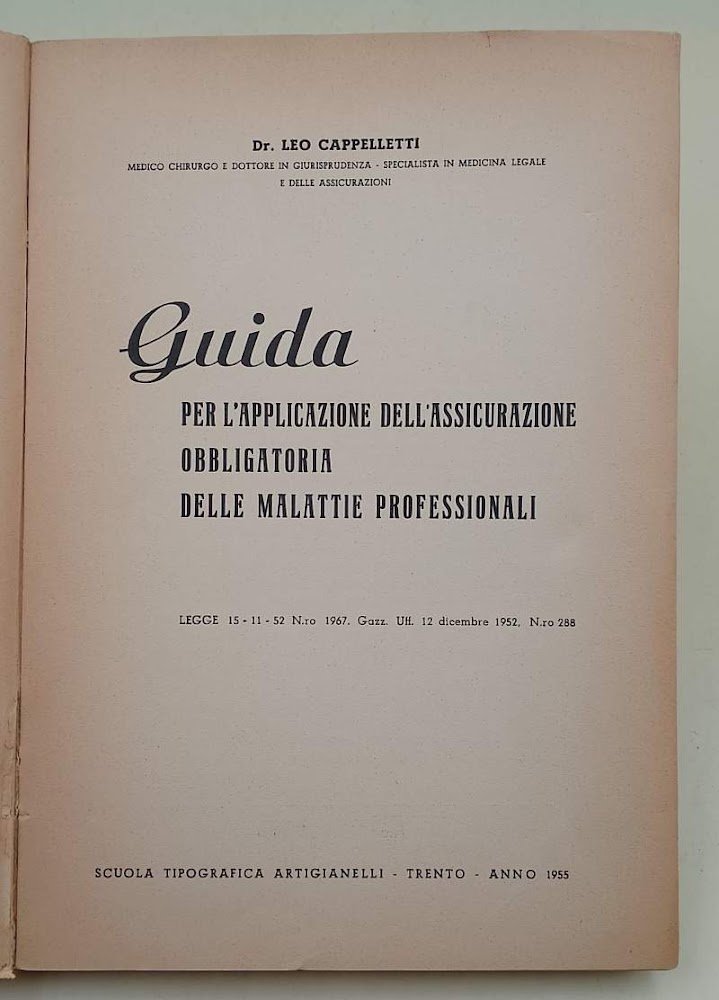 Dr. LEO CAPPELLETTI
MEDICO CHIRURGO E DOTTORE IN GIURISPRUDENZA - SPECIALISTA IN MEDICINA LEGALE
E DELLE ASSICURAZIONI
Guida
PER L'APPLICAZIONE DELL'ASSICURAZIONE
OBBLIGATORIA
DELLE MALATTIE PROFESSIONALI
LEGGE 15 - 11 - 52 N.ro 1967. Gazz. Uff. 12 dicembre 1952, N.ro 288
SCUOLA TIPOGRAFICA ARTIGIANELLI - TRENTO - ANNO 1955